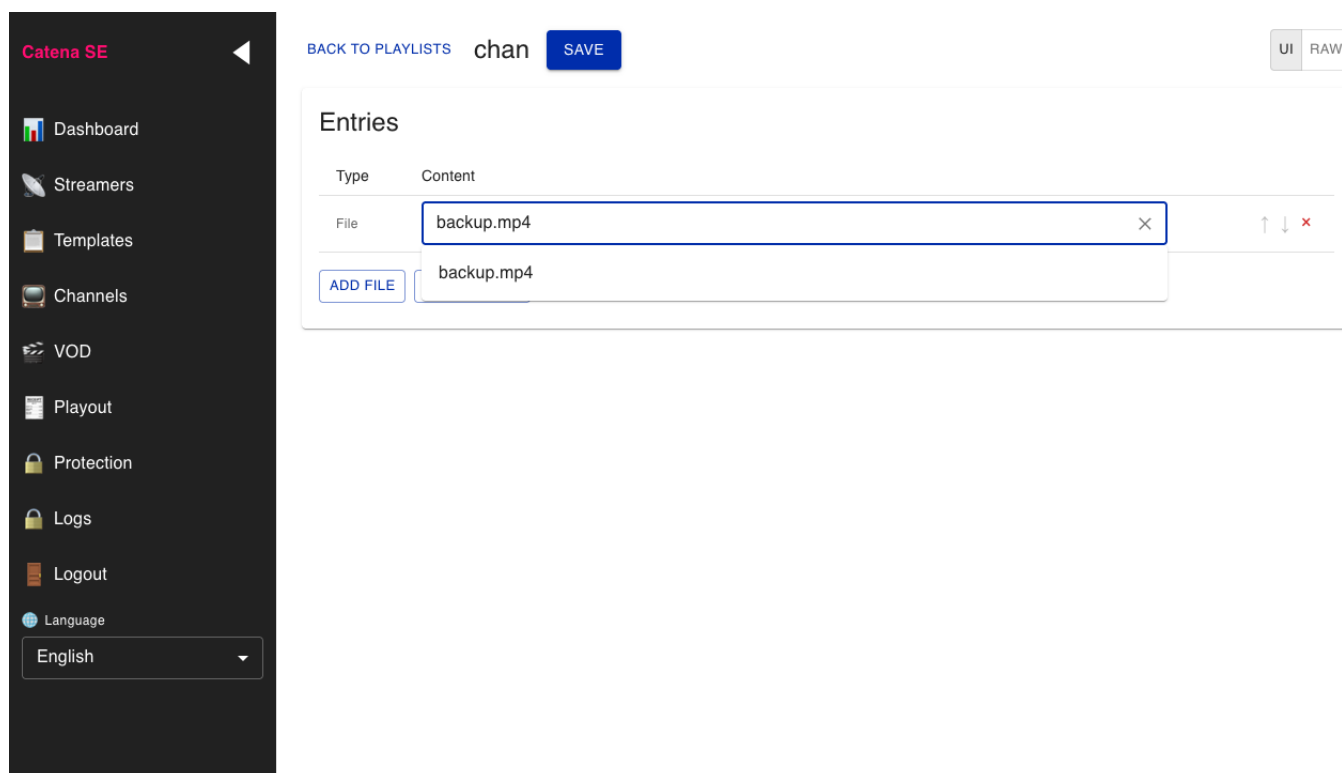 Catena SE
Dashboard
Streamers
Templates
Channels
VOD
Playout
Protection
Logs
Logout
Language
English
BACK TO PLAYLISTS chan SAVE
UI RAW
Entries
Type Content
File backup.mp4
backup.mp4
ADD FILE